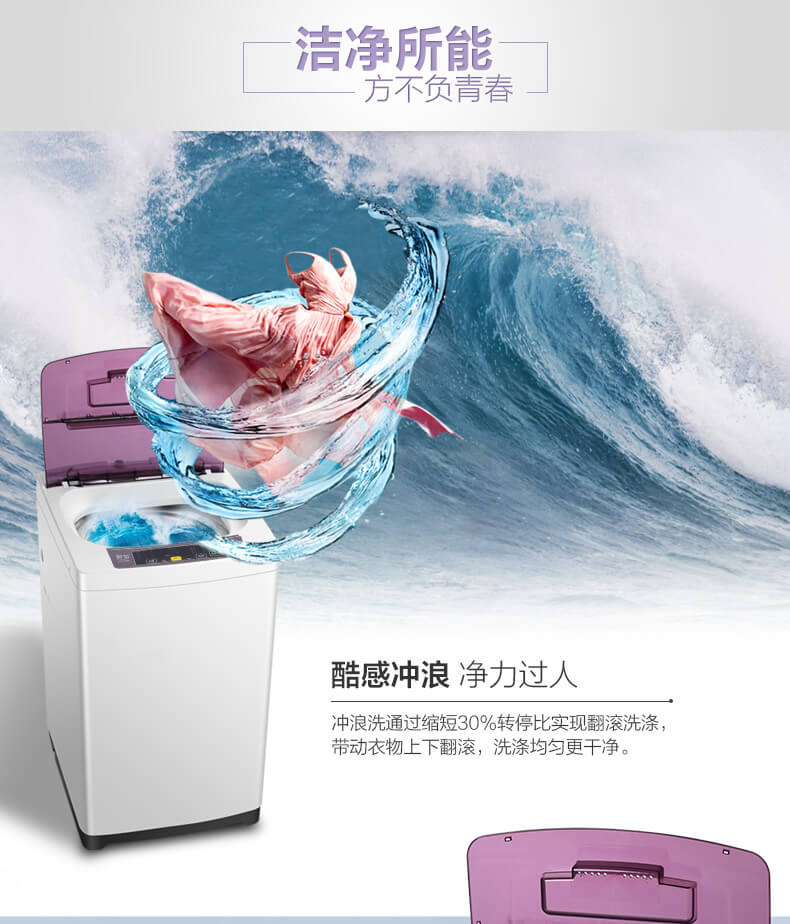 洁净所能
方不负青春
酷感冲浪 净力过人
冲浪洗通过缩短30%转停比实现翻滚洗涤，
带动衣物上下翻滚，洗涤均匀更干净。